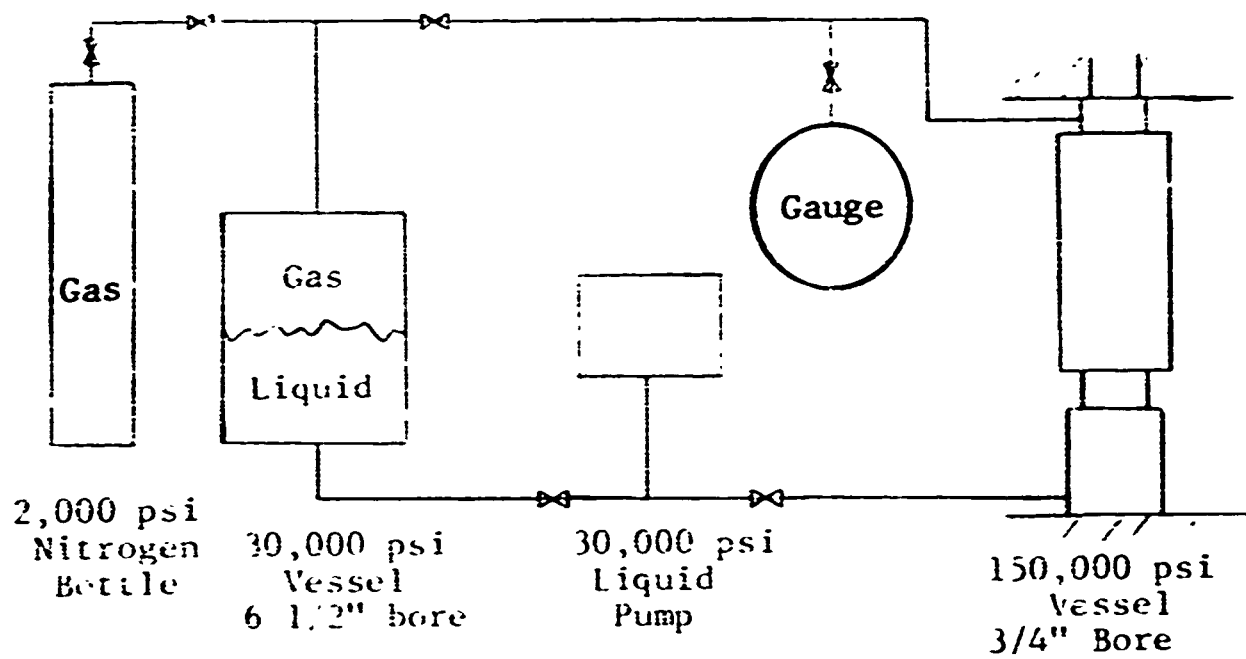 Gas
Gas
Liquid
Gauge
2,000 psi
Nitrogen
Bottle
30,000 psi
Vessel
6 1/2" bore
30,000 psi
Liquid
Pump
150,000 psi
Vessel
3/4" Bore